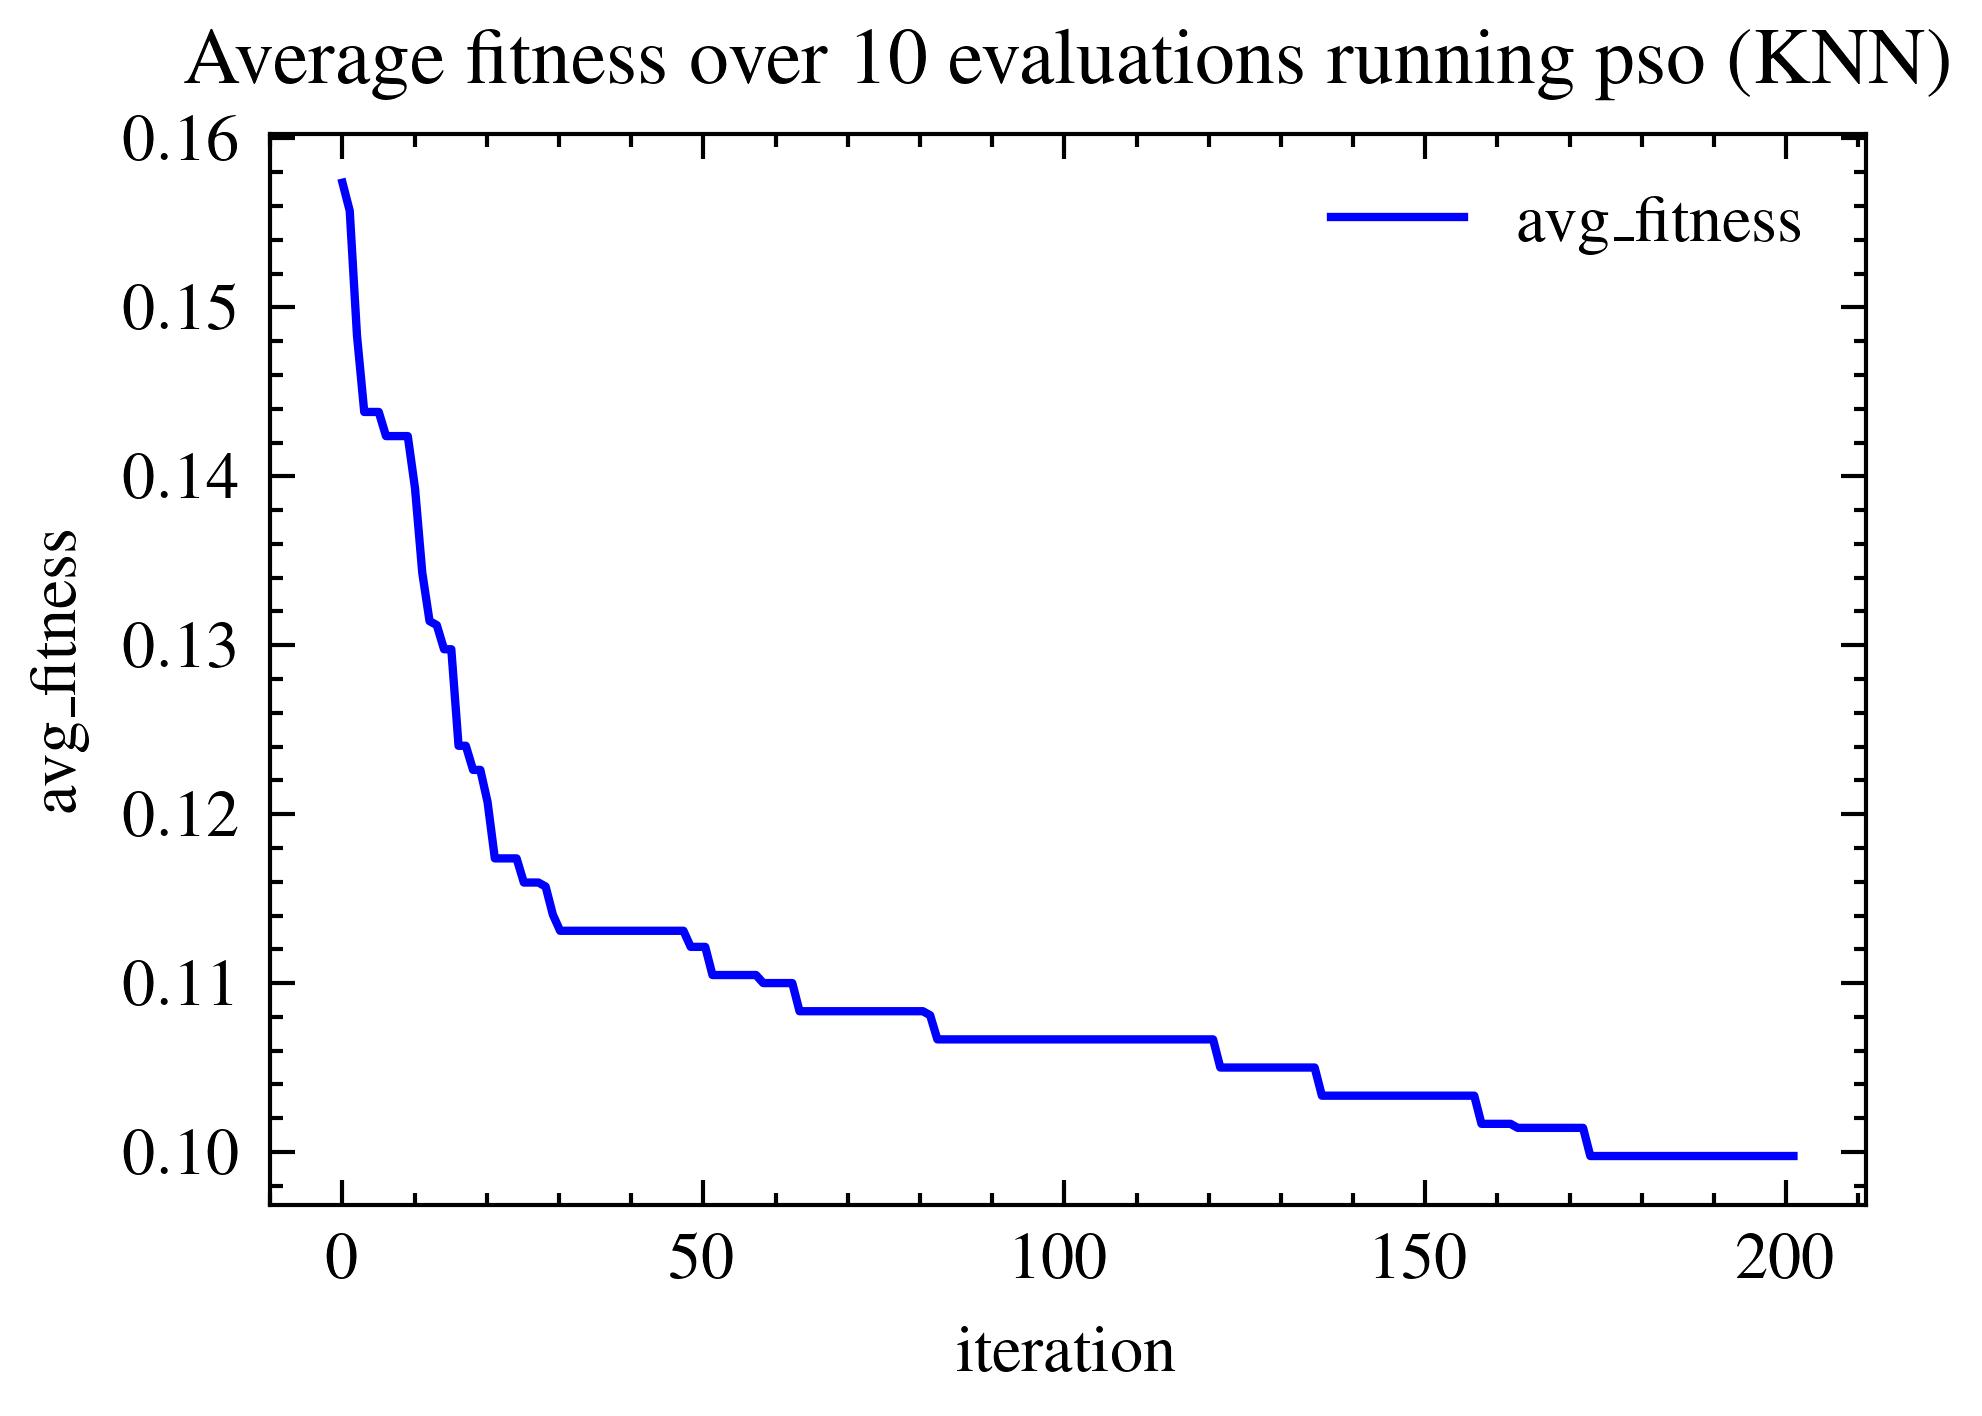 Average fitness over 10 evaluations running pso (KNN)
0.16
0.15
0.14
0.13
0.12
0.11
0.10
avg_fitness
avg_fitness
0 50 100 150 200
iteration